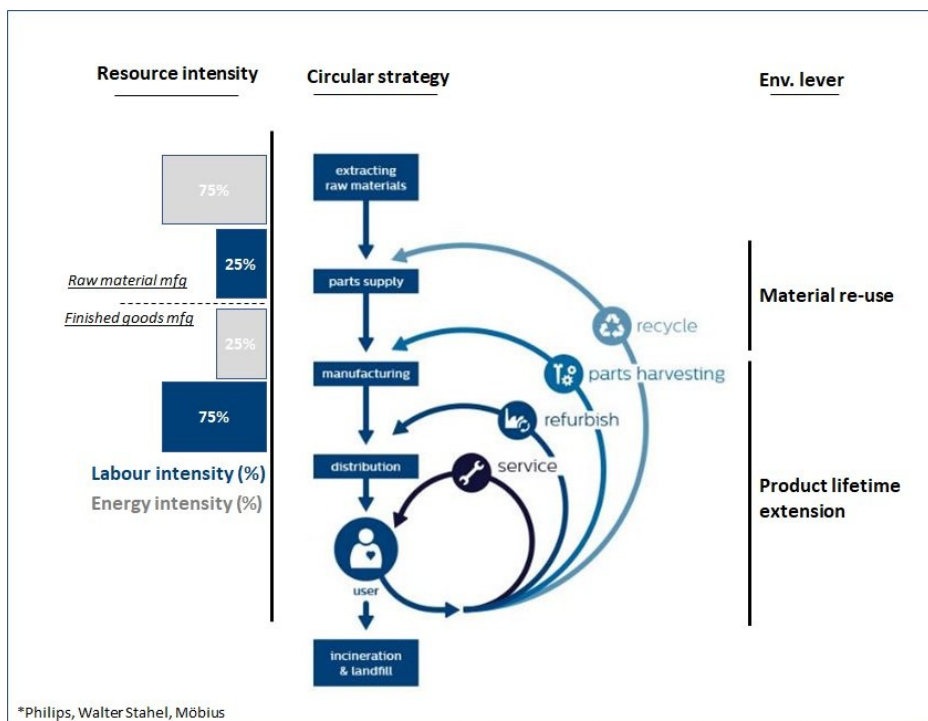 Resource intensity
Circular strategy
Env. lever
75%
25%
Raw material mfg
Finished goods mfg
25%
75%
Labour intensity (%)
Energy intensity (%)
extracting
raw materials
parts supply
manufacturing
distribution
user
incineration
& landfill
recycle
parts harvesting
refurbish
service
Material re-use
Product lifetime
extension
*Philips, Walter Stahel, Möbius